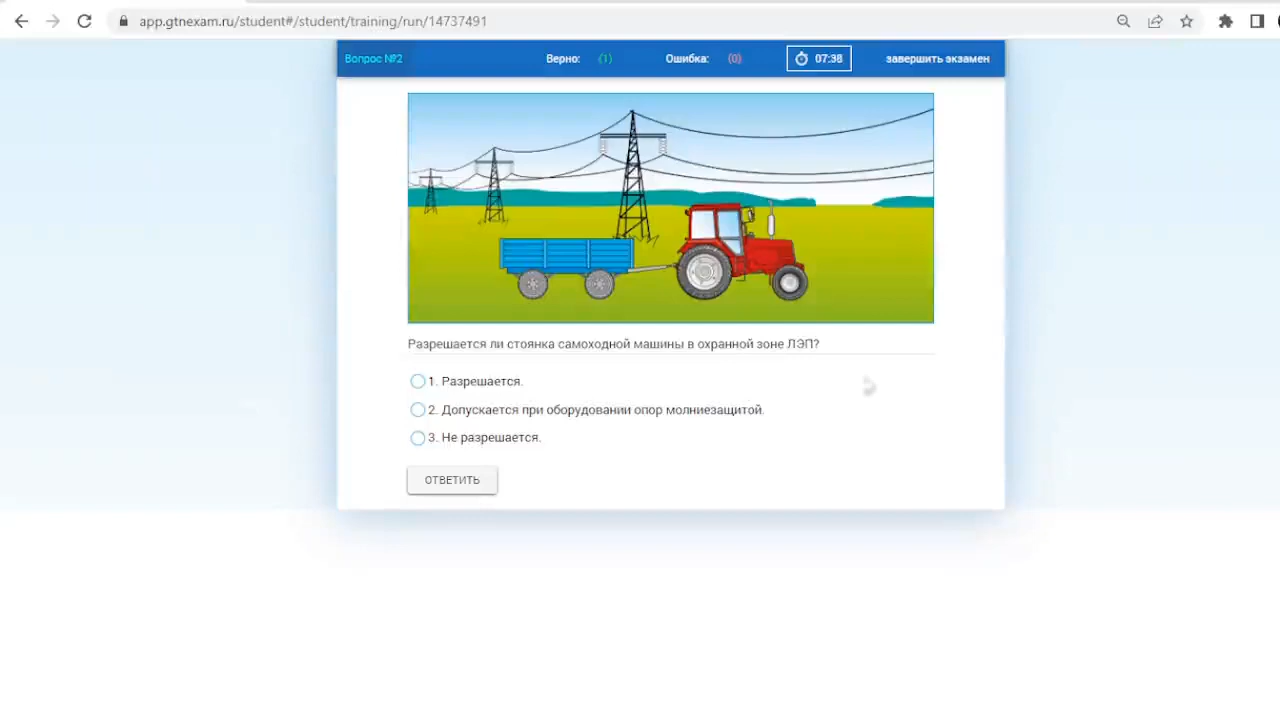 app.gtnexam.ru/student#/student/training/run/14737491
Вопрос №2 Верно: (1) Ошибка: (0) 07:36 завершить экзамен
Разрешается ли стоянка самоходной машины в охранной зоне ЛЭП?
1. Разрешается.
2. Допускается при оборудовании опор молниезащитой.
3. Не разрешается.
ОТВЕТИТЬ